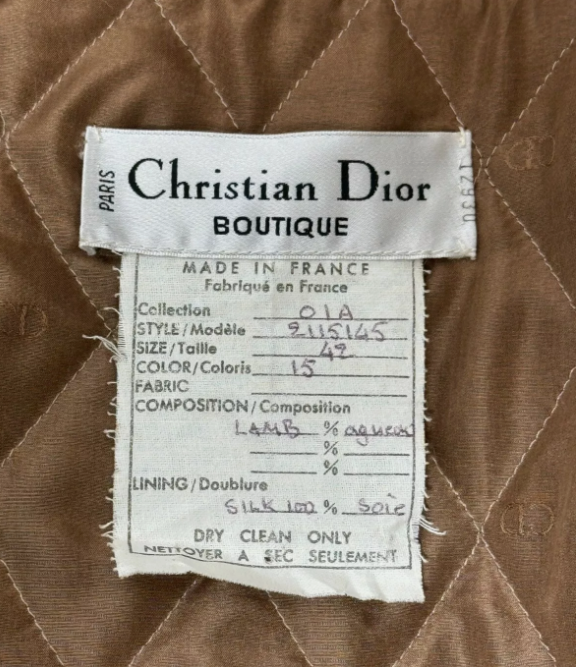 PARIS
Christian Dior
BOUTIQUE
MADE IN FRANCE
Fabriqué en France
Collection 01A
STYLE/Modèle 2115145
SIZE/Taille 42
COLOR/Coloris 15
FABRIC
COMPOSITION/Composition
LAMB % agneau
%
%
LINING/Doublure
SILK 100 % Soie
DRY CLEAN ONLY
NETTOYER A SEC SEULEMENT